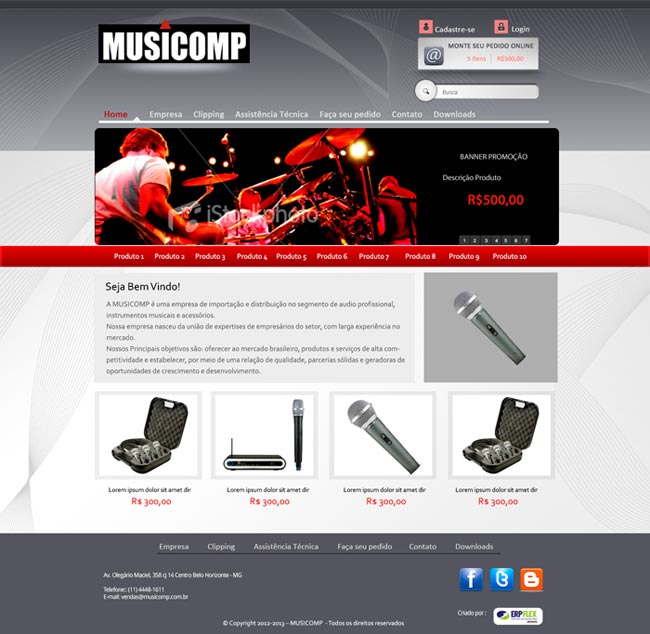 MUSICOMP
Cadastre-se
Login
MONTE SEU PEDIDO ONLINE
5 Itens | R$500,00
Busca
Home Empresa Clipping Assistência Técnica Faça seu pedido Contato Downloads
BANNER PROMOÇÃO
Descrição Produto
R$500,00
iStockphoto
1 2 3 4 5 6 7
Produto 1 Produto 2 Produto 3 Produto 4 Produto 5 Produto 6 Produto 7 Produto 8 Produto 9 Produto 10
Seja Bem Vindo!
A MUSICOMP é uma empresa de importação e distribuição no segmento de audio profissional,
instrumentos musicais e acessórios.
Nossa empresa nasceu da união de expertises de empresários do setor, com larga experiência no
mercado.
Nossos Principais objetivos são: oferecer ao mercado brasileiro, produtos e serviços de alta com-
petitividade e estabelecer, por meio de uma relação de qualidade, parcerias sólidas e geradoras de
oportunidades de crescimento e desenvolvimento.
Lorem ipsum dolor sit amet dir
R$ 300,00
Lorem ipsum dolor sit amet dir
R$ 300,00
Lorem ipsum dolor sit amet dir
R$ 300,00
Lorem ipsum dolor sit amet dir
R$ 300,00
Empresa Clipping Assistência Técnica Faça seu pedido Contato Downloads
Av. Olegário Maciel, 358 cj 14 Centro Belo Horizonte - MG
Telefone:: (11) 4448-1611
E-mail: vendas@musicomp.com.br
Criado por :
ERPFLEX
© Copyright 2012-2013 – MUSICOMP - Todos os direitos reservados